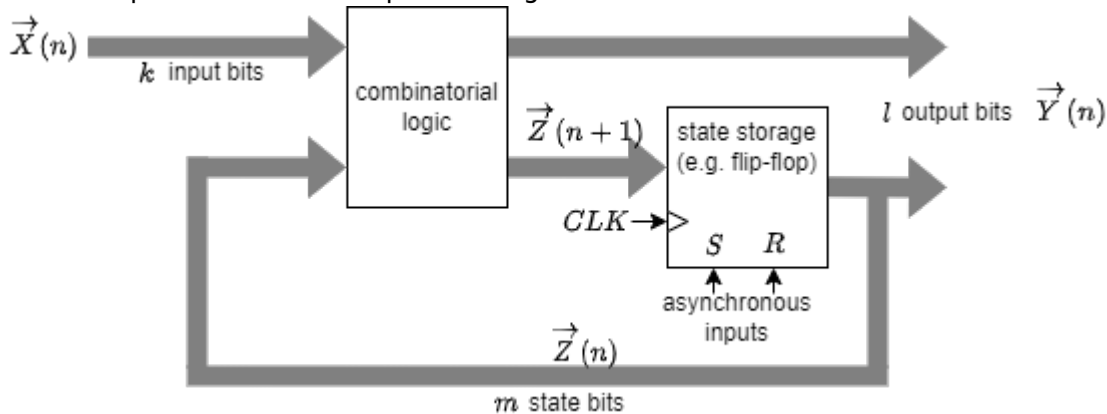 X⃗(n)
k input bits
combinatorial
logic
Z⃗(n+1)
state storage
(e.g. flip-flop)
l output bits Y⃗(n)
CLK
S R
asynchronous
inputs
Z⃗(n)
m state bits